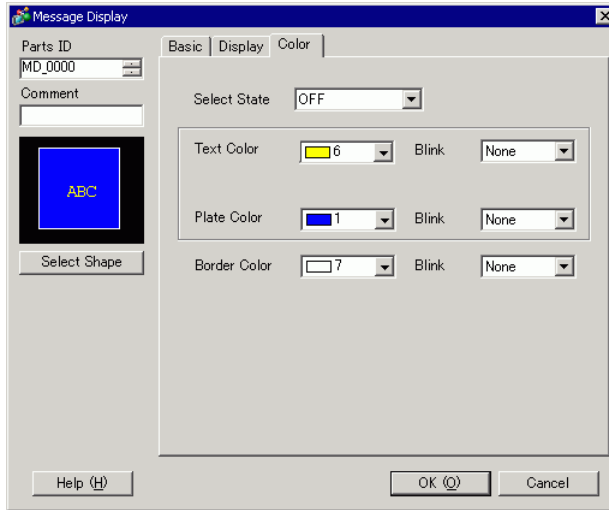 Message Display
Parts ID
MD_0000
Comment
ABC
Select Shape
Basic
Display
Color
Select State
OFF
Text Color
6
Blink
None
Plate Color
1
Blink
None
Border Color
7
Blink
None
Help (H)
OK (O)
Cancel